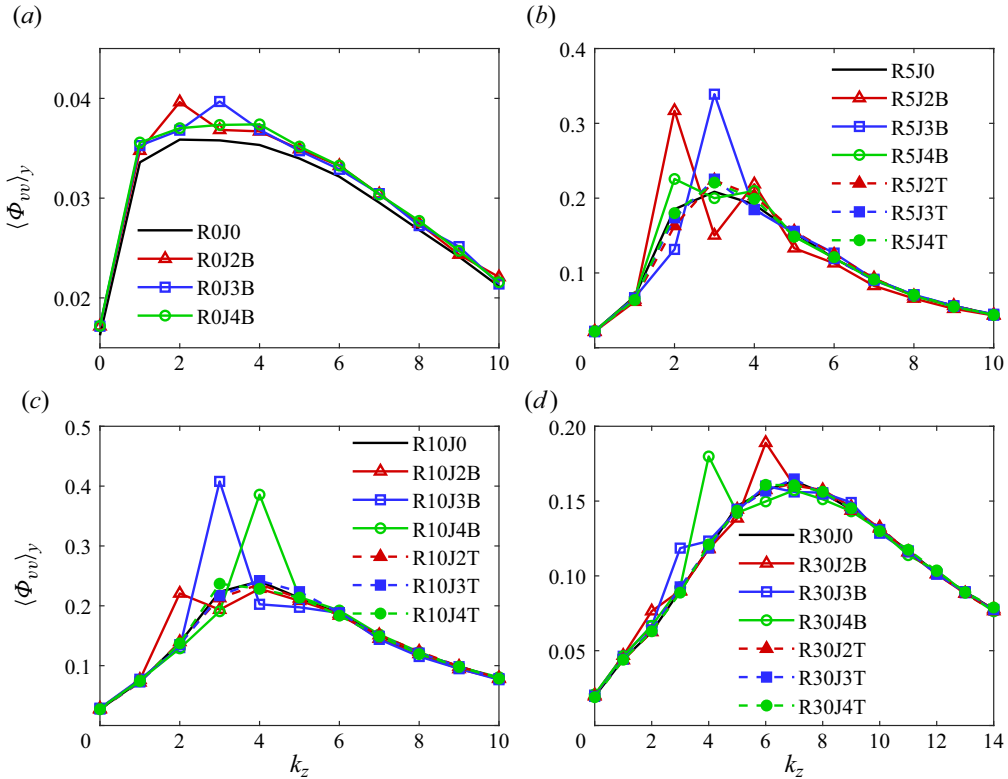 (a)
0.04
0.03
0.02
0 2 4 6 8 10
⟨Φvv⟩y
R0J0
R0J2B
R0J3B
R0J4B
(b)
0.4
0.3
0.2
0.1
0 2 4 6 8 10
R5J0
R5J2B
R5J3B
R5J4B
R5J2T
R5J3T
R5J4T
(c)
0.5
0.4
0.3
0.2
0.1
0 2 4 6 8 10
⟨Φvv⟩y
kz
R10J0
R10J2B
R10J3B
R10J4B
R10J2T
R10J3T
R10J4T
(d)
0.20
0.15
0.10
0.05
0 2 4 6 8 10 12 14
kz
R30J0
R30J2B
R30J3B
R30J4B
R30J2T
R30J3T
R30J4T